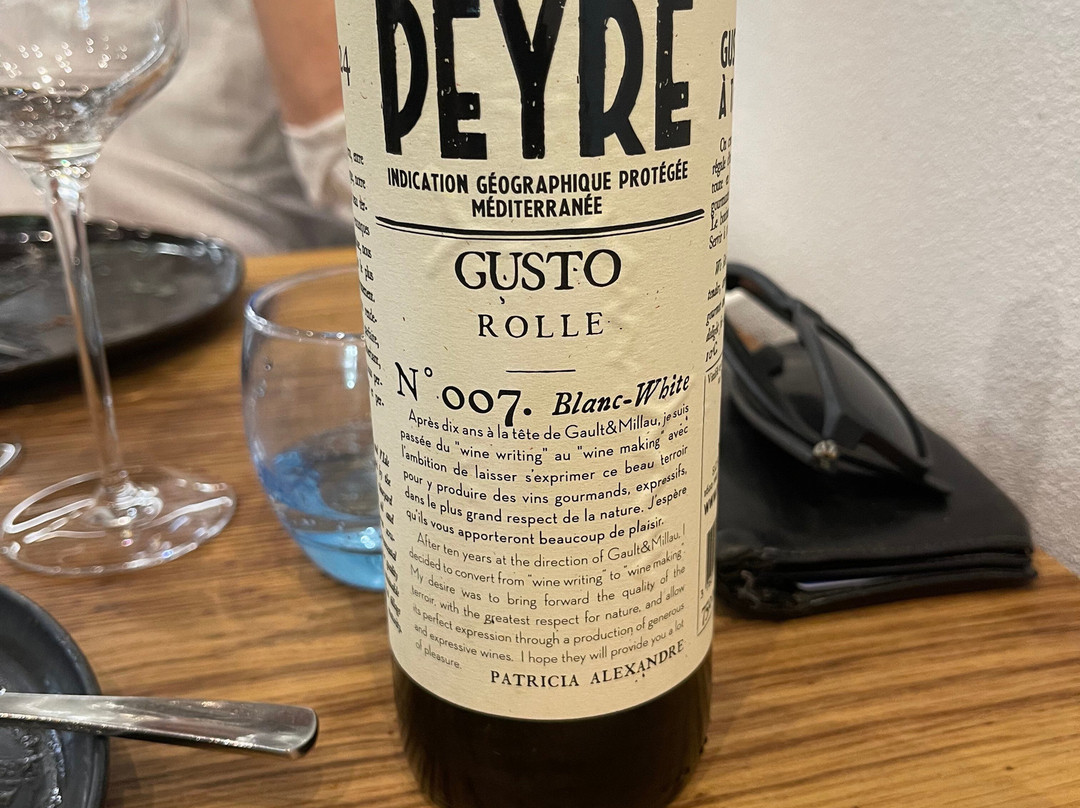 PEYRE
INDICATION GÉOGRAPHIQUE PROTÉGÉE
MÉDITERRANÉE
GUSTO
ROLLE
N° 007. Blanc-White
Après dix ans à la tête de Gault&Millau, je suis
passée du "wine writing" au "wine making" avec
l'ambition de laisser s'exprimer ce beau terroir
pour y produire des vins gourmands, expressifs,
dans le plus grand respect de la nature. J'espère
qu'ils vous apporteront beaucoup de plaisir.
After ten years at the direction of Gault&Millau, I
decided to convert from "wine writing" to "wine making".
My desire was to bring forward the quality of the
terroir, with the greatest respect for nature, and allow
its perfect expression through a production of generous
and expressive wines. I hope they will provide you a lot
of pleasure.
PATRICIA ALEXANDRE